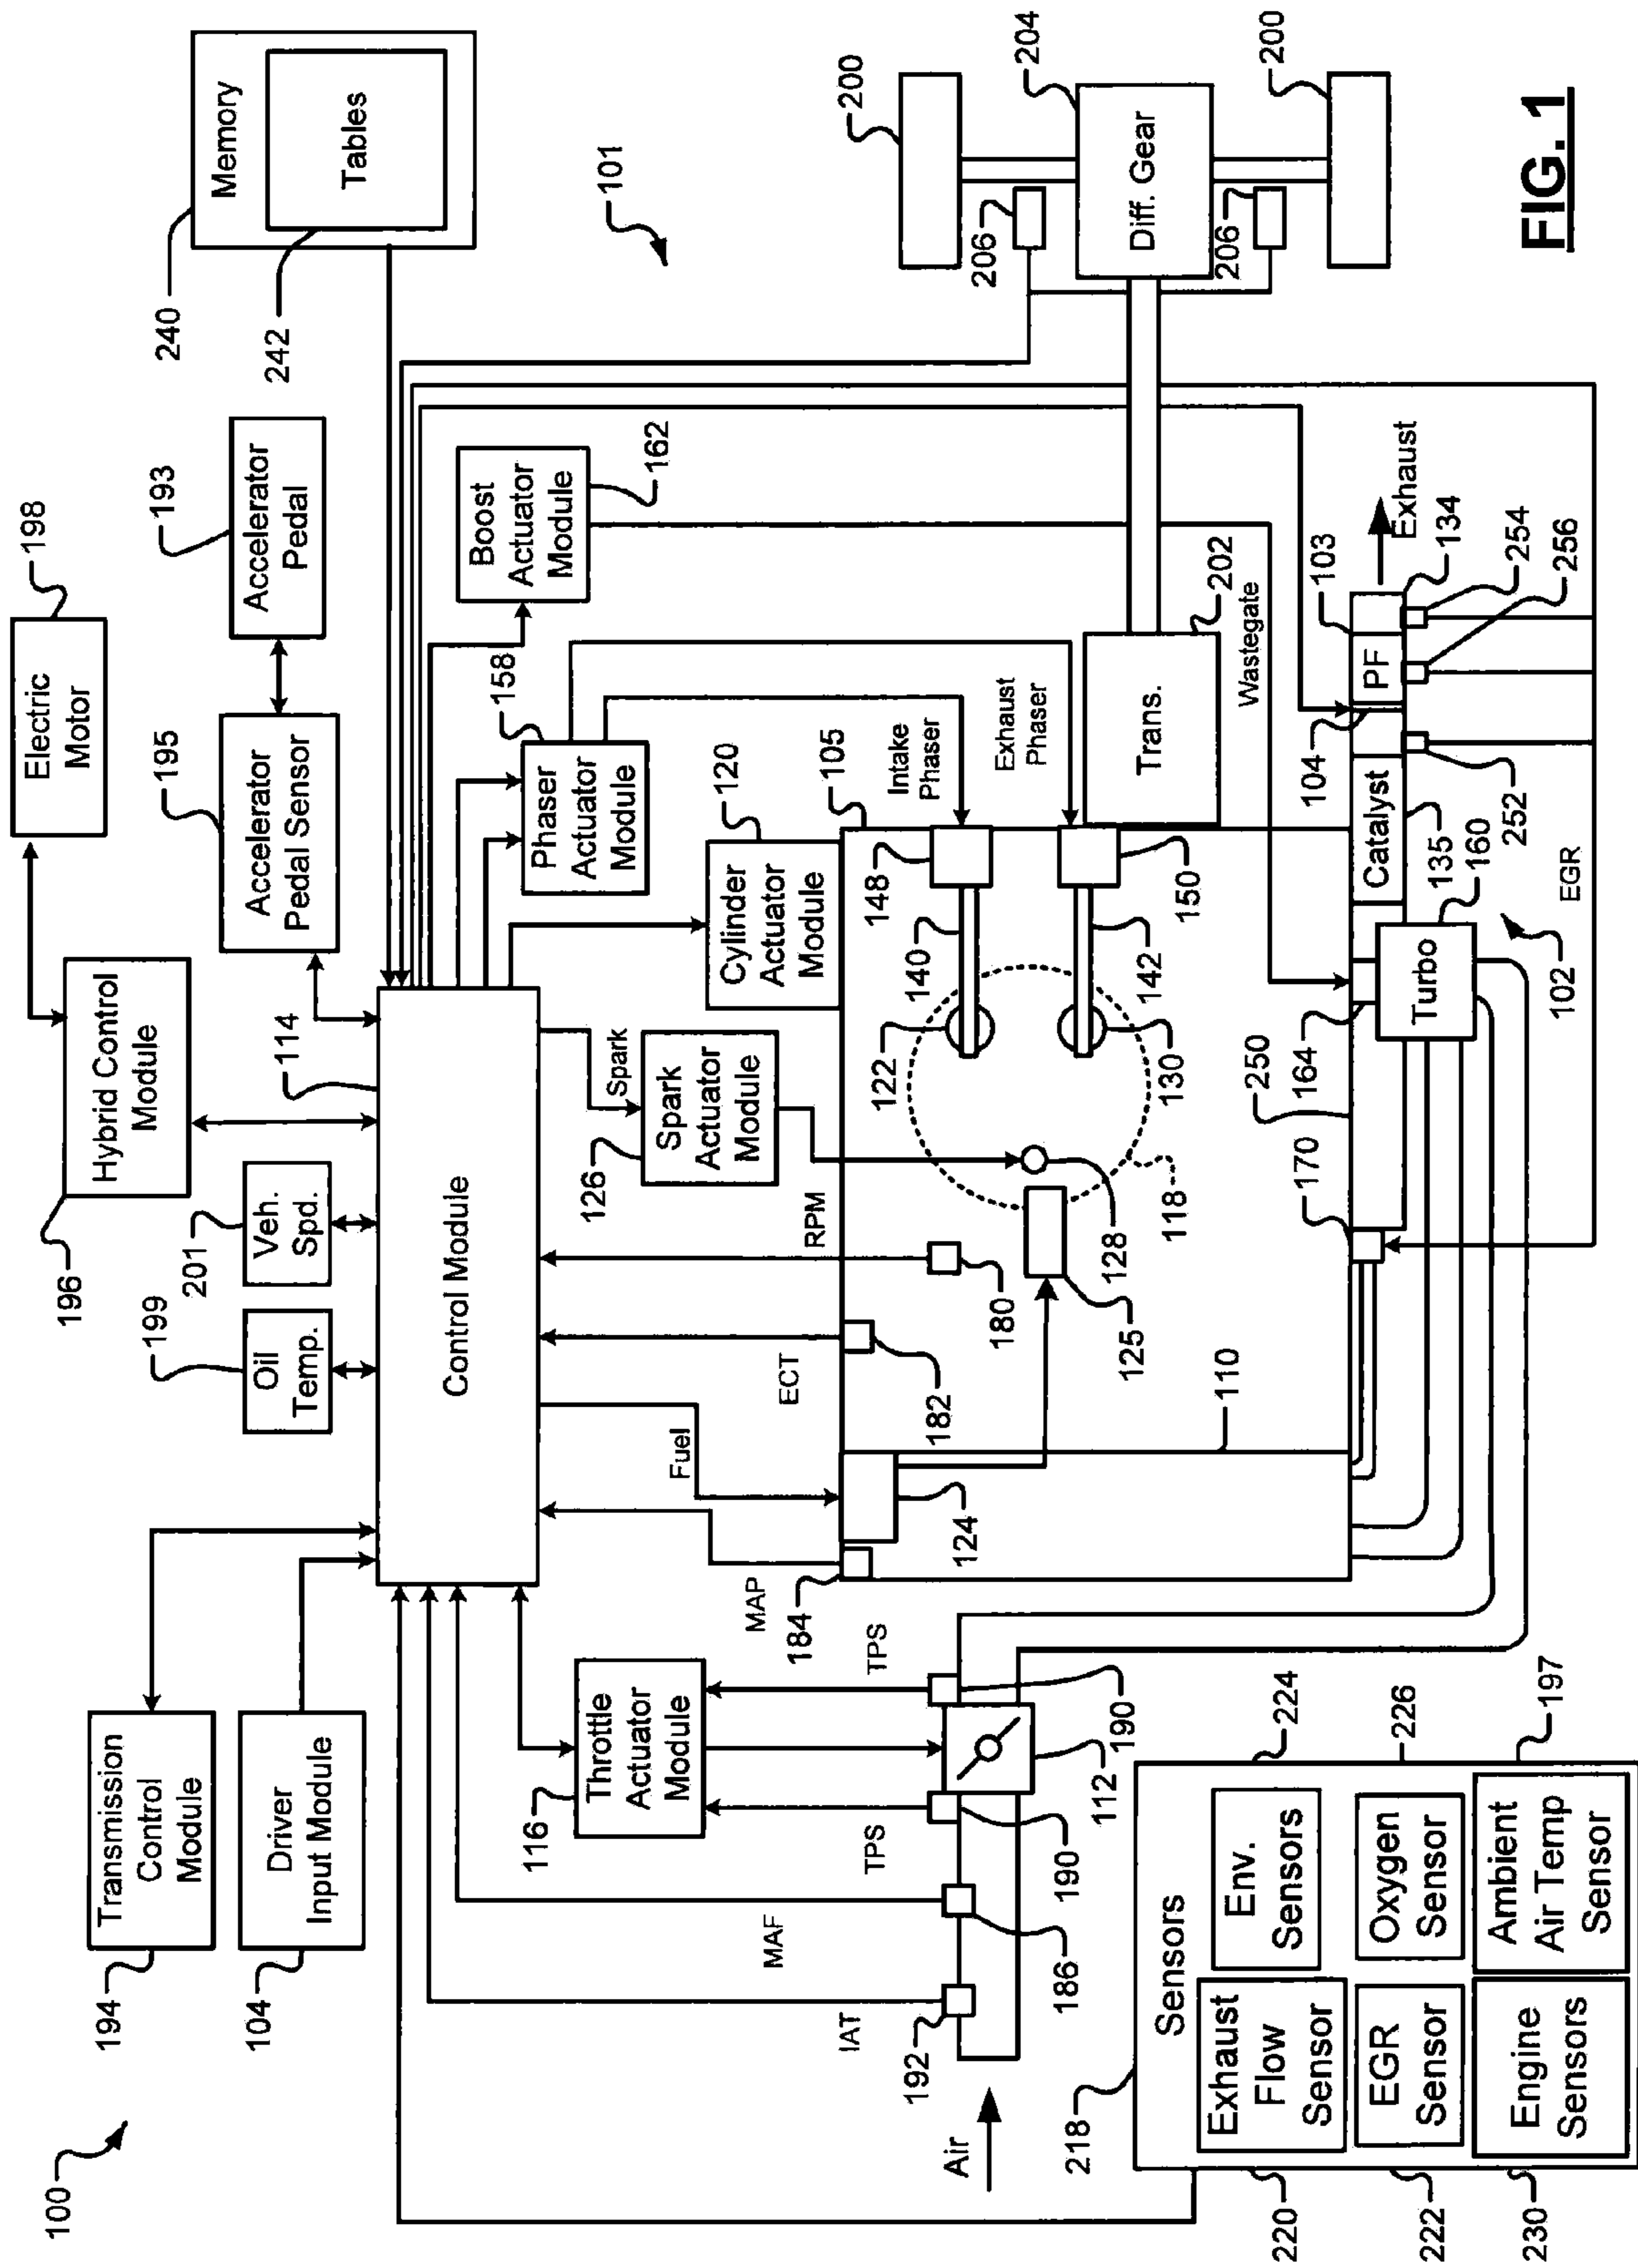 100
194
Transmission
Control
Module
104
Driver
Input Module
199
Oil
Temp.
201
Veh.
Spd.
196
Hybrid Control
Module
198
Electric
Motor
195
Accelerator
Pedal Sensor
193
Accelerator
Pedal
114
Control Module
240
Memory
242
Tables
101
116
Throttle
Actuator
Module
Fuel
126
Spark
Spark
Actuator
Module
120
Cylinder
Actuator
Module
158
Phaser
Actuator
Module
162
Boost
Actuator
Module
IAT
MAF
TPS
TPS
MAP
ECT
RPM
105
Intake
Phaser
Exhaust
Phaser
Wastegate
192
186
190
190
112
Air
184
124
182
180
125
128
118
110
122
130
140
142
148
150
Trans.
202
200
204
Diff. Gear
206
206
200
170
250
164
Turbo
160
135
Catalyst
104
PF
103
134
Exhaust
252
256
254
EGR
102
218
Sensors
220
Exhaust
Flow
Sensor
224
Env.
Sensors
222
EGR
Sensor
226
Oxygen
Sensor
230
Engine
Sensors
197
Ambient
Air Temp
Sensor
FIG. 1